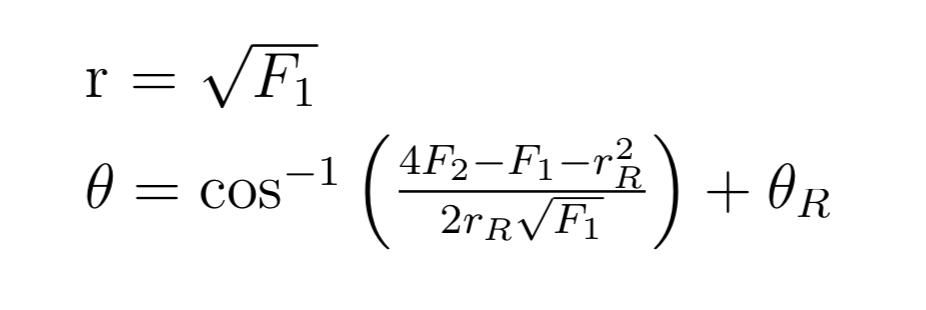 r = √F₁
θ = cos⁻¹ ( (4F₂ − F₁ − r_R²) / (2r_R√F₁) ) + θ_R